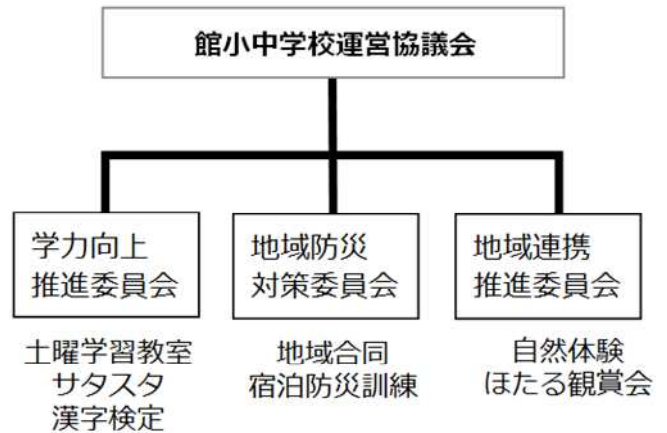 館小中学校運営協議会
学力向上
推進委員会
地域防災
対策委員会
地域連携
推進委員会
土曜学習教室
サタスタ
漢字検定
地域合同
宿泊防災訓練
自然体験
ほたる観賞会